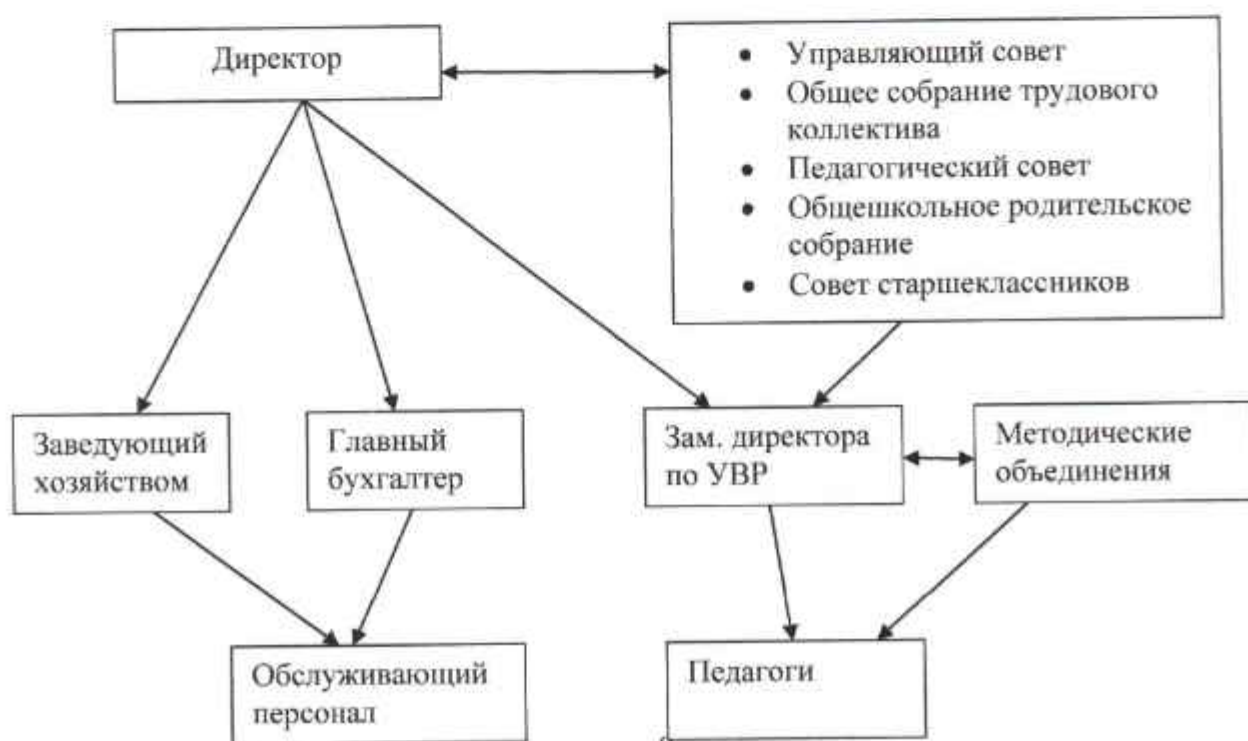 Директор
• Управляющий совет
• Общее собрание трудового
коллектива
• Педагогический совет
• Общешкольное родительское
собрание
• Совет старшеклассников
Заведующий
хозяйством
Главный
бухгалтер
Зам. директора
по УВР
Методические
объединения
Обслуживающий
персонал
Педагоги